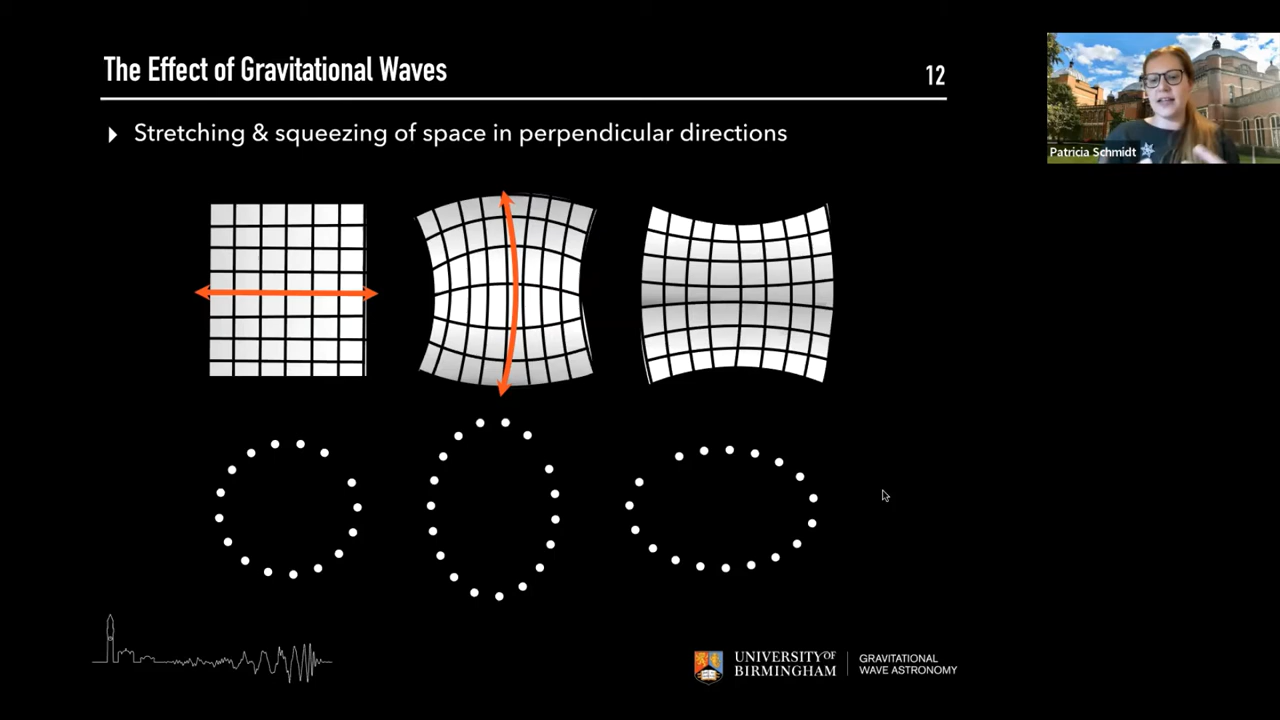 The Effect of Gravitational Waves
12
Stretching & squeezing of space in perpendicular directions
Patricia Schmidt
UNIVERSITY OF
BIRMINGHAM
GRAVITATIONAL
WAVE ASTRONOMY